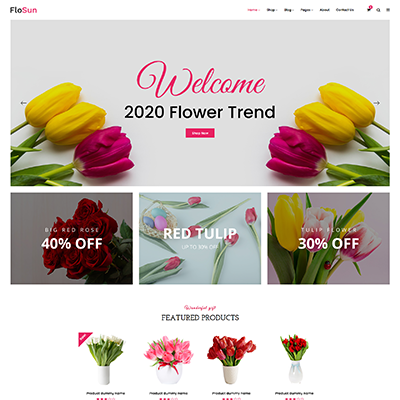 FloSun
Home Shop Blog Pages About Contact Us
Welcome
2020 Flower Trend
Shop Now
BIG RED ROSE
40% OFF
RED TULIP
UP TO 30% OFF
TULIP FLOWER
30% OFF
Wonderful gift
FEATURED PRODUCTS
Product Dummy Name
Product Dummy Name
Product Dummy Name
Product Dummy Name